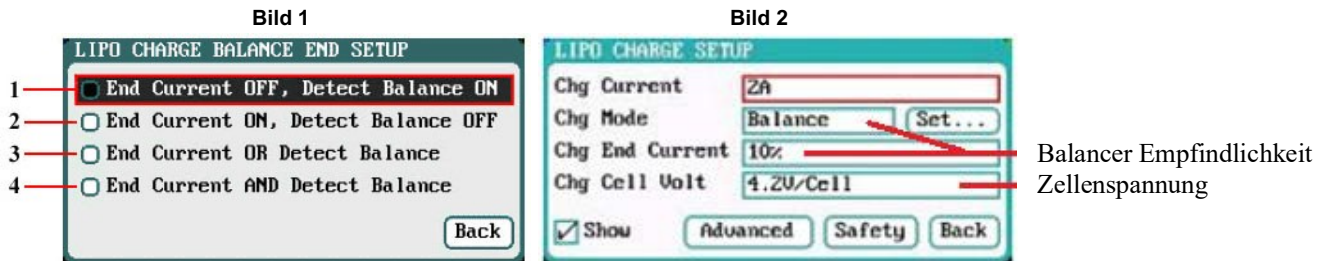 Bild 1
LIPO CHARGE BALANCE END SETUP
1 End Current OFF, Detect Balance ON
2 End Current ON, Detect Balance OFF
3 End Current OR Detect Balance
4 End Current AND Detect Balance
Back
Bild 2
LIPO CHARGE SETUP
Chg Current 2A
Chg Mode Balance Set...
Chg End Current 10%
Chg Cell Volt 4.2V/Cell
Show Advanced Safety Back
Balancer Empfindlichkeit
Zellenspannung